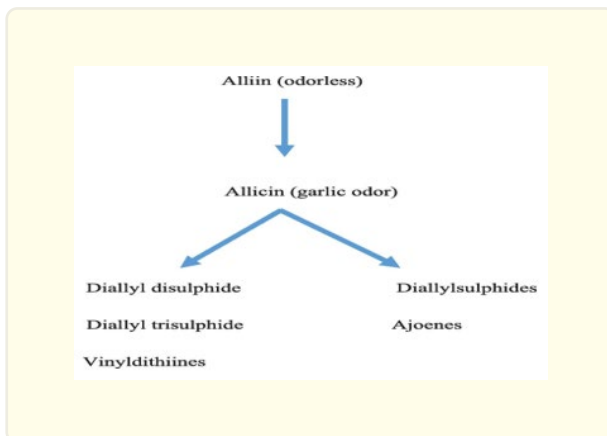 Alliin (odorless)
Allicin (garlic odor)
Diallyl disulphide
Diallylsulphides
Diallyl trisulphide
Ajoenes
Vinyldithiines